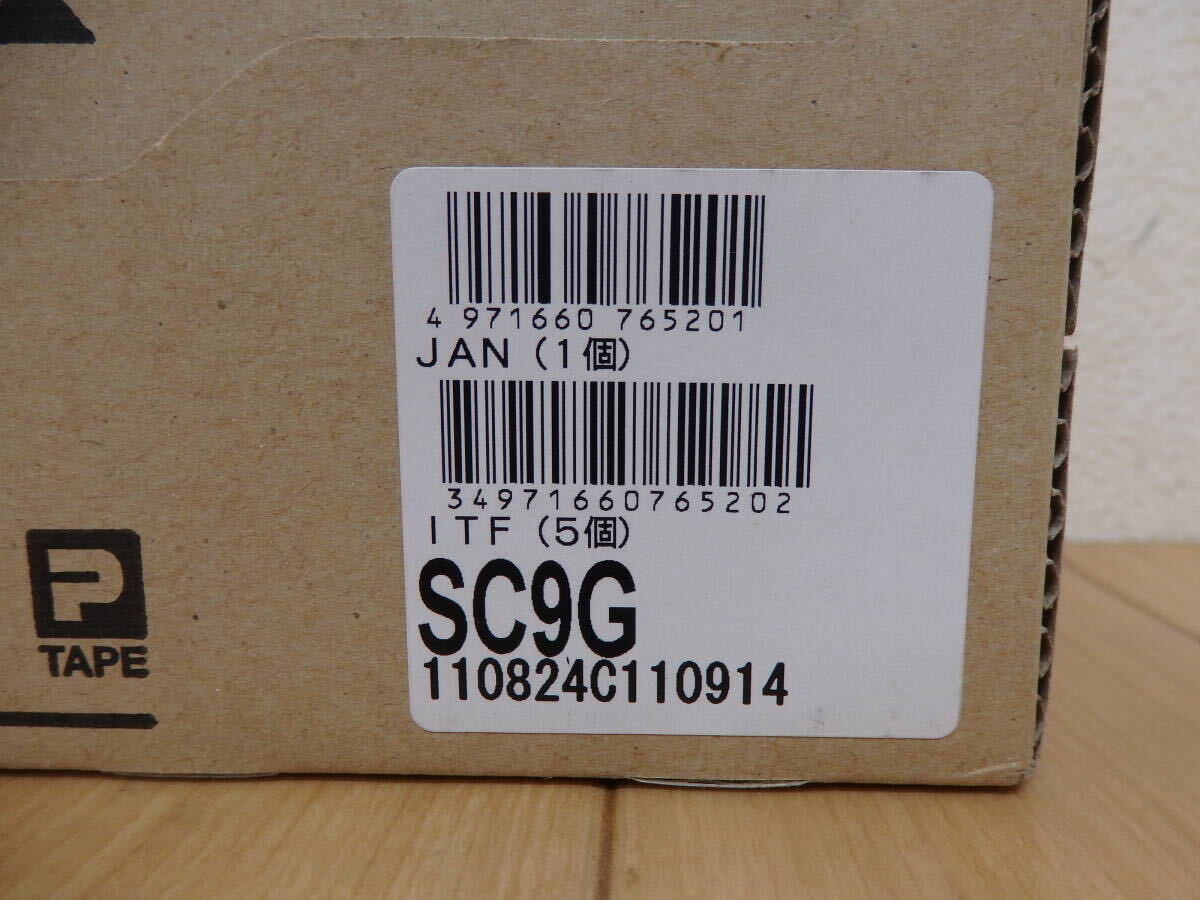 4 971660 765201
JAN (1個)
34971660765202
ITF (5個)
SC9G
110824C110914
P
TAPE